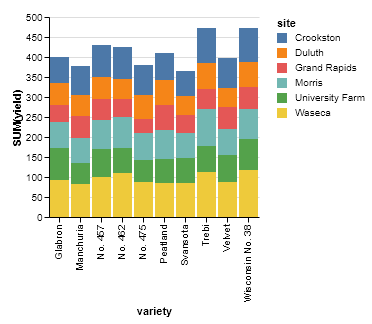 500
450
400
350
300
250
200
150
100
50
0
SUM(yield)
Glabron
Manchuria
No. 457
No. 462
No. 475
Peatland
Svansota
Trebi
Velvet
Wisconsin No. 38
variety
site
Crookston
Duluth
Grand Rapids
Morris
University Farm
Waseca